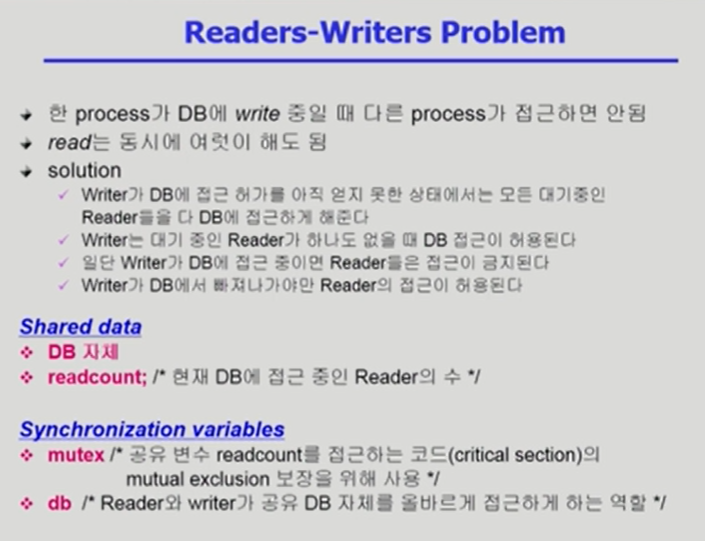 Readers-Writers Problem
한 process가 DB에 write 중일 때 다른 process가 접근하면 안됨
read는 동시에 여럿이 해도 됨
solution
Writer가 DB에 접근 허가를 아직 얻지 못한 상태에서는 모든 대기중인
Reader들을 다 DB에 접근하게 해준다
Writer는 대기 중인 Reader가 하나도 없을 때 DB 접근이 허용된다
일단 Writer가 DB에 접근 중이면 Reader들은 접근이 금지된다
Writer가 DB에서 빠져나가야만 Reader의 접근이 허용된다
Shared data
DB 자체
readcount; /* 현재 DB에 접근 중인 Reader의 수 */
Synchronization variables
mutex /* 공유 변수 readcount를 접근하는 코드(critical section)의
mutual exclusion 보장을 위해 사용 */
db /* Reader와 writer가 공유 DB 자체를 올바르게 접근하게 하는 역할 */